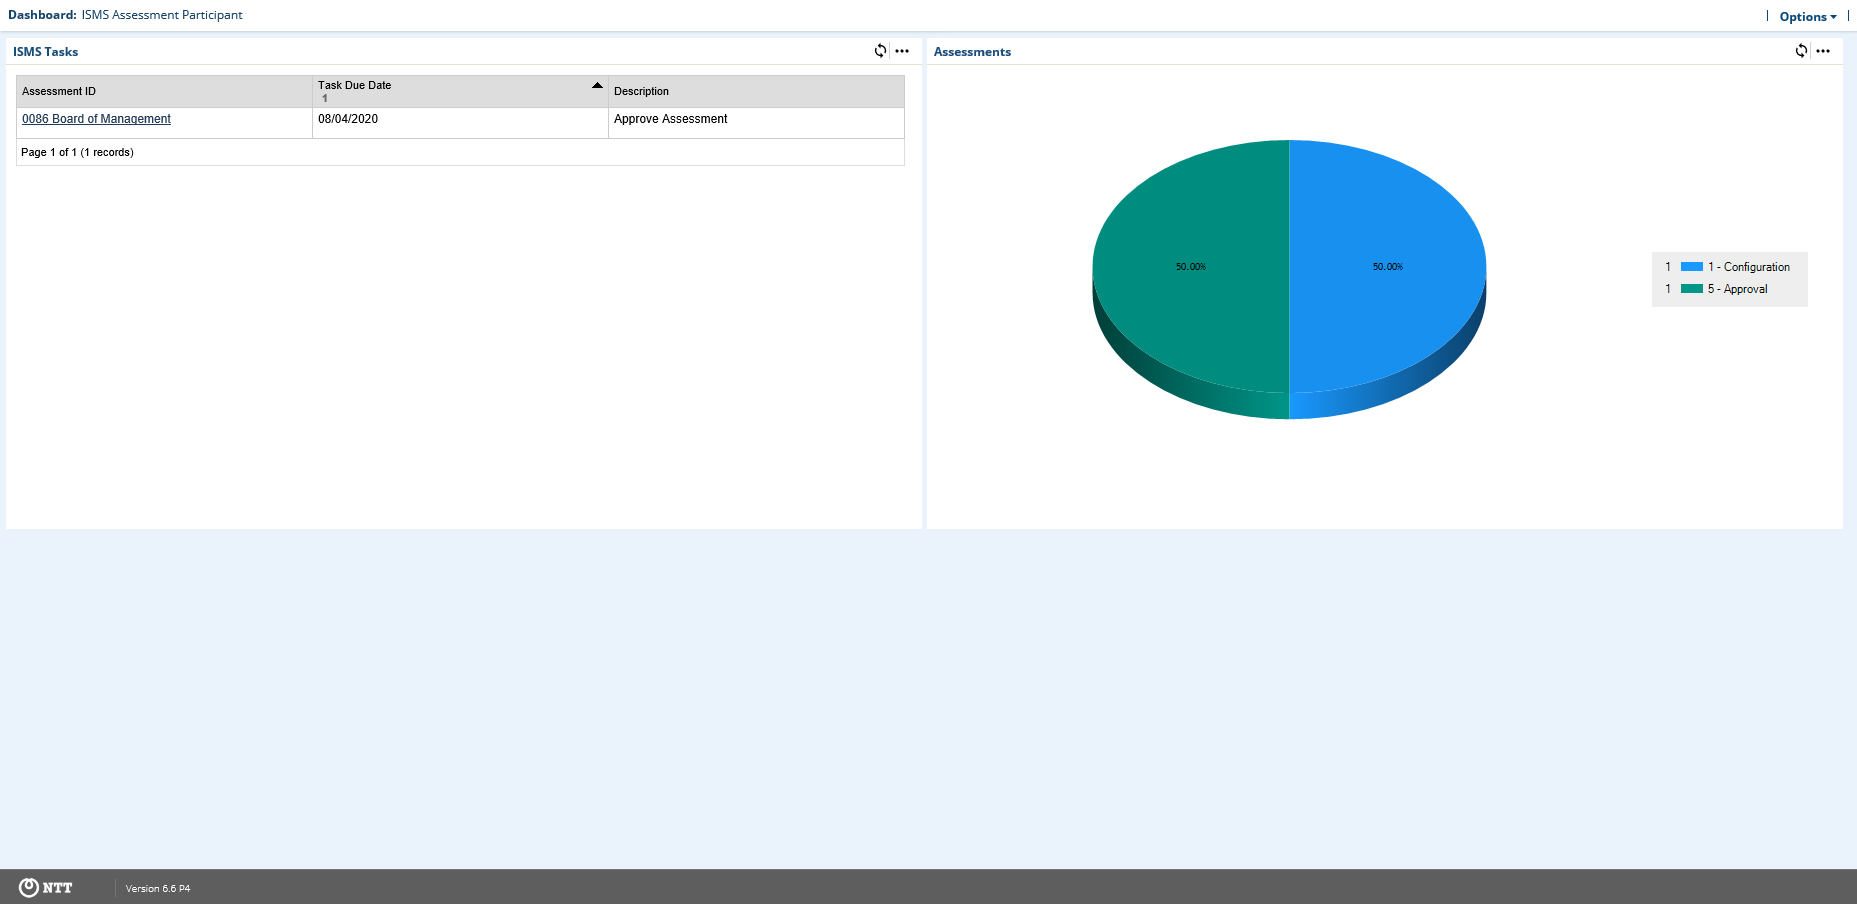 Dashboard: ISMS Assessment Participant
Options
ISMS Tasks
Assessment ID
Task Due Date
1
Description
0086 Board of Management
08/04/2020
Approve Assessment
Page 1 of 1 (1 records)
Assessments
50.00%
50.00%
1 1 - Configuration
1 5 - Approval
NTT
Version 6.6 P4